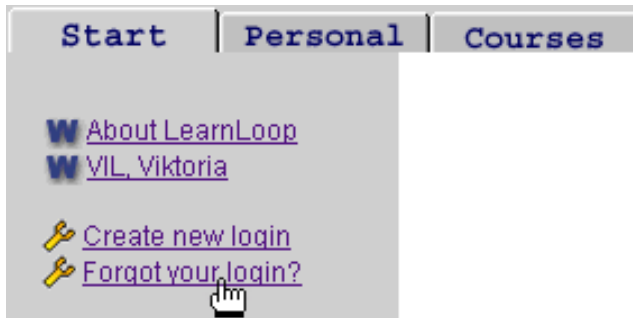 Start Personal Courses
About LearnLoop
VIL, Viktoria
Create new login
Forgot your login?